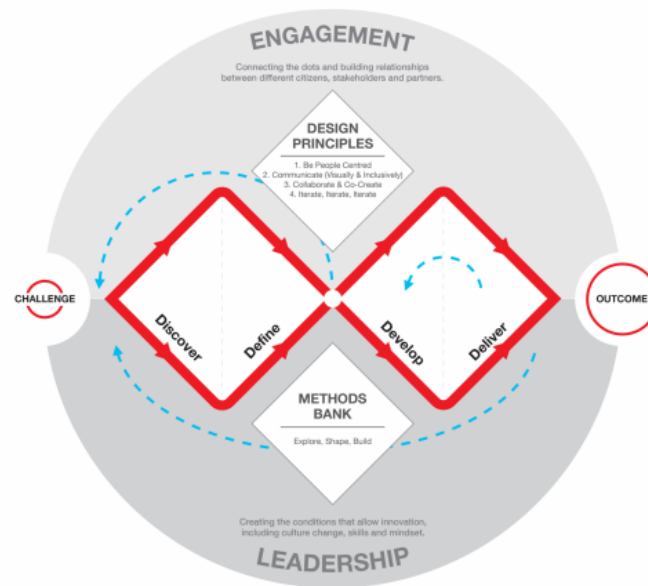 ENGAGEMENT
Connecting the dots and building relationships
between different citizens, stakeholders and partners.
DESIGN
PRINCIPLES
1. Be People Centred
2. Communicate (Visually & Inclusively)
3. Collaborate & Co-Create
4. Iterate, Iterate, Iterate
CHALLENGE
OUTCOME
Discover
Define
Develop
Deliver
METHODS
BANK
Explore, Shape, Build
Creating the conditions that allow innovation,
including culture change, skills and mindset.
LEADERSHIP